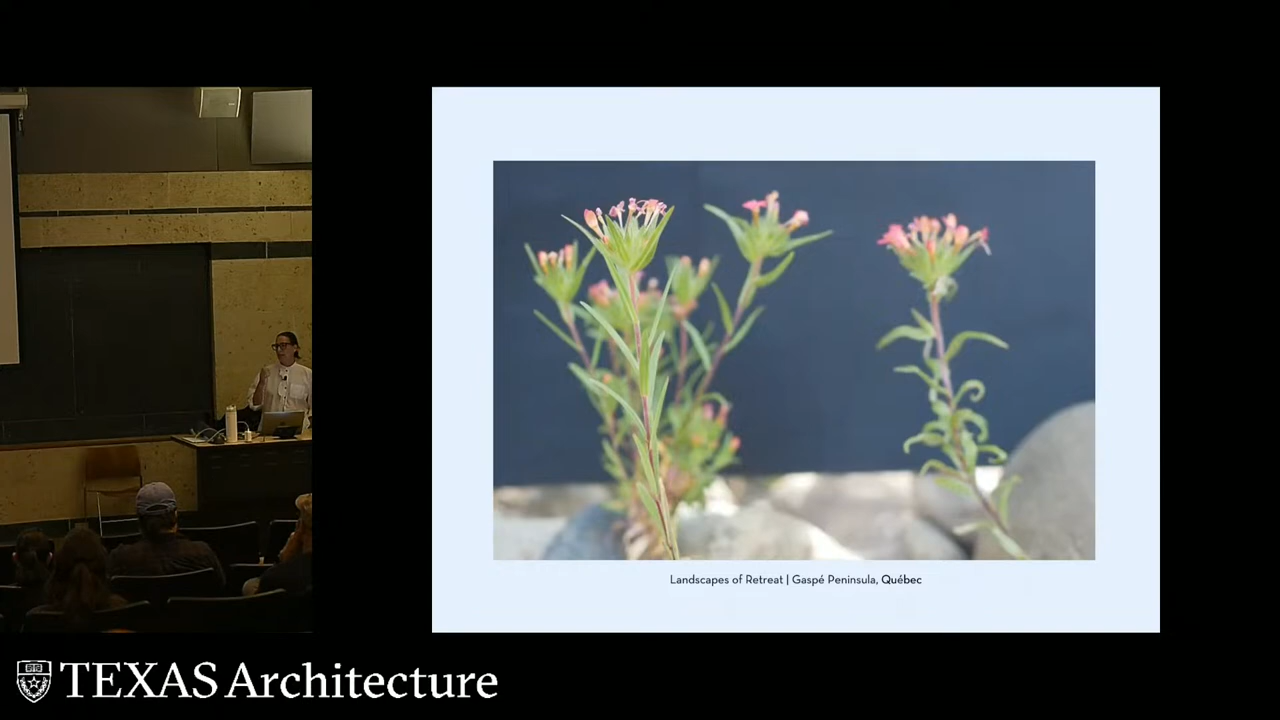 Landscapes of Retreat | Gaspé Peninsula, Québec
TEXAS Architecture